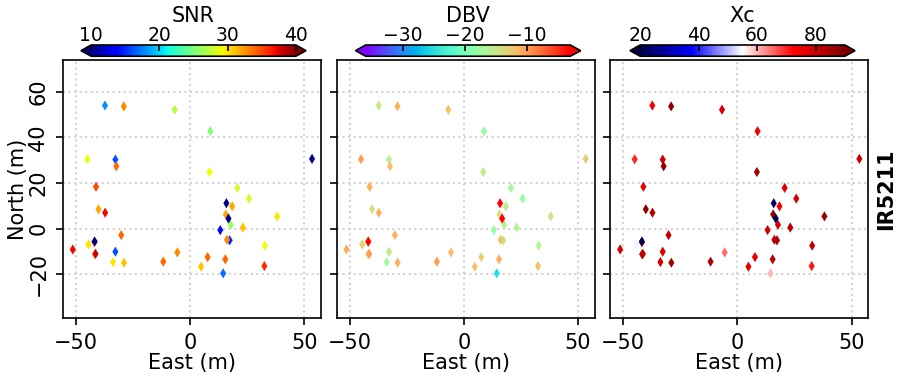 SNR DBV Xc
10 20 30 40 −30 −20 −10 20 40 60 80
60
40
20
0
−20
North (m)
IR5211
−50 0 50 −50 0 50 −50 0 50
East (m) East (m) East (m)